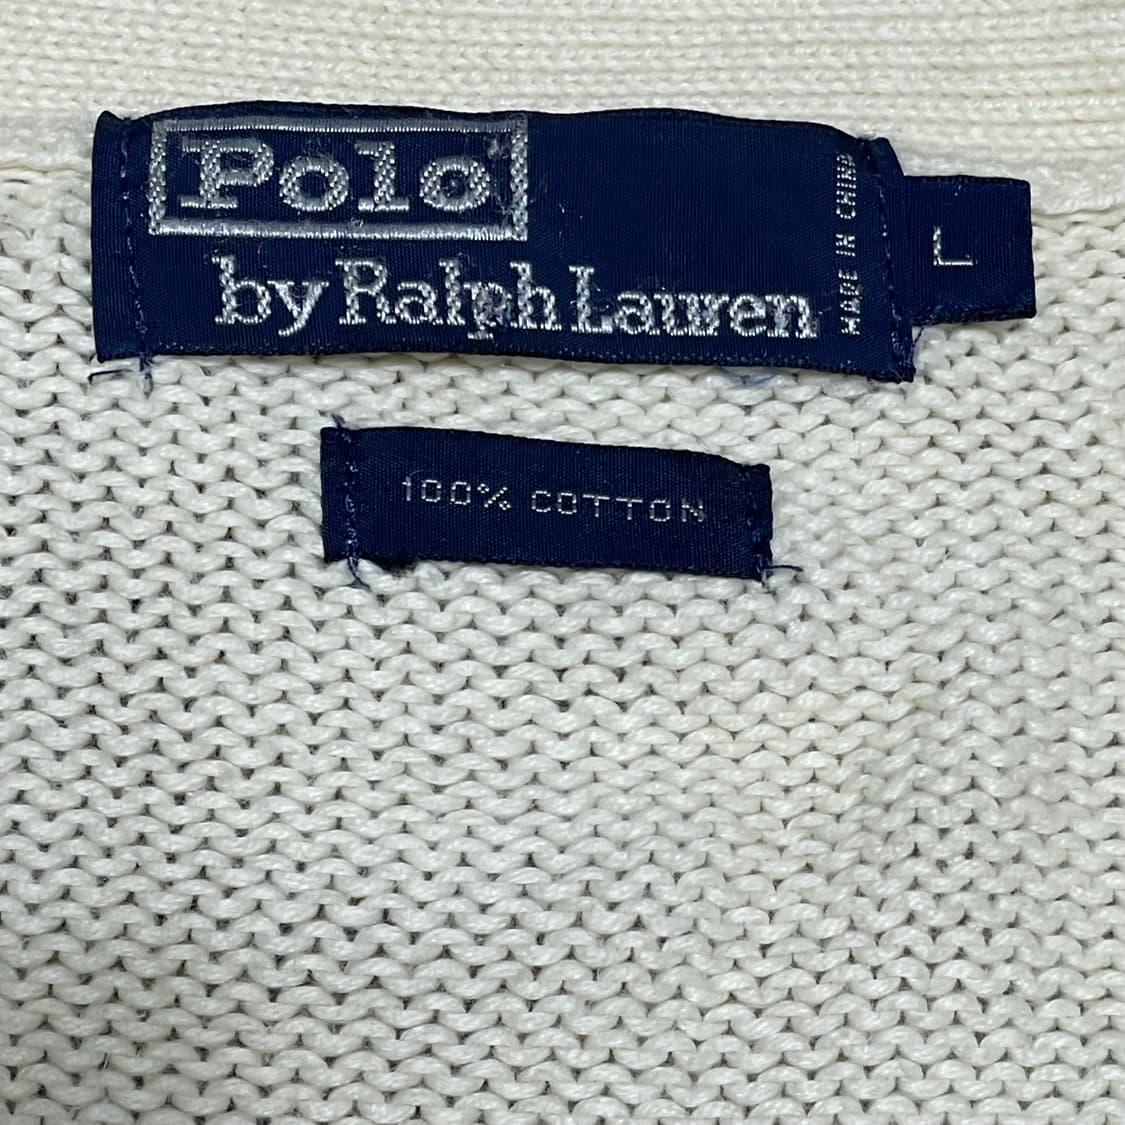 Polo
by Ralph Lauren
MADE IN CHINA
L
100% COTTON